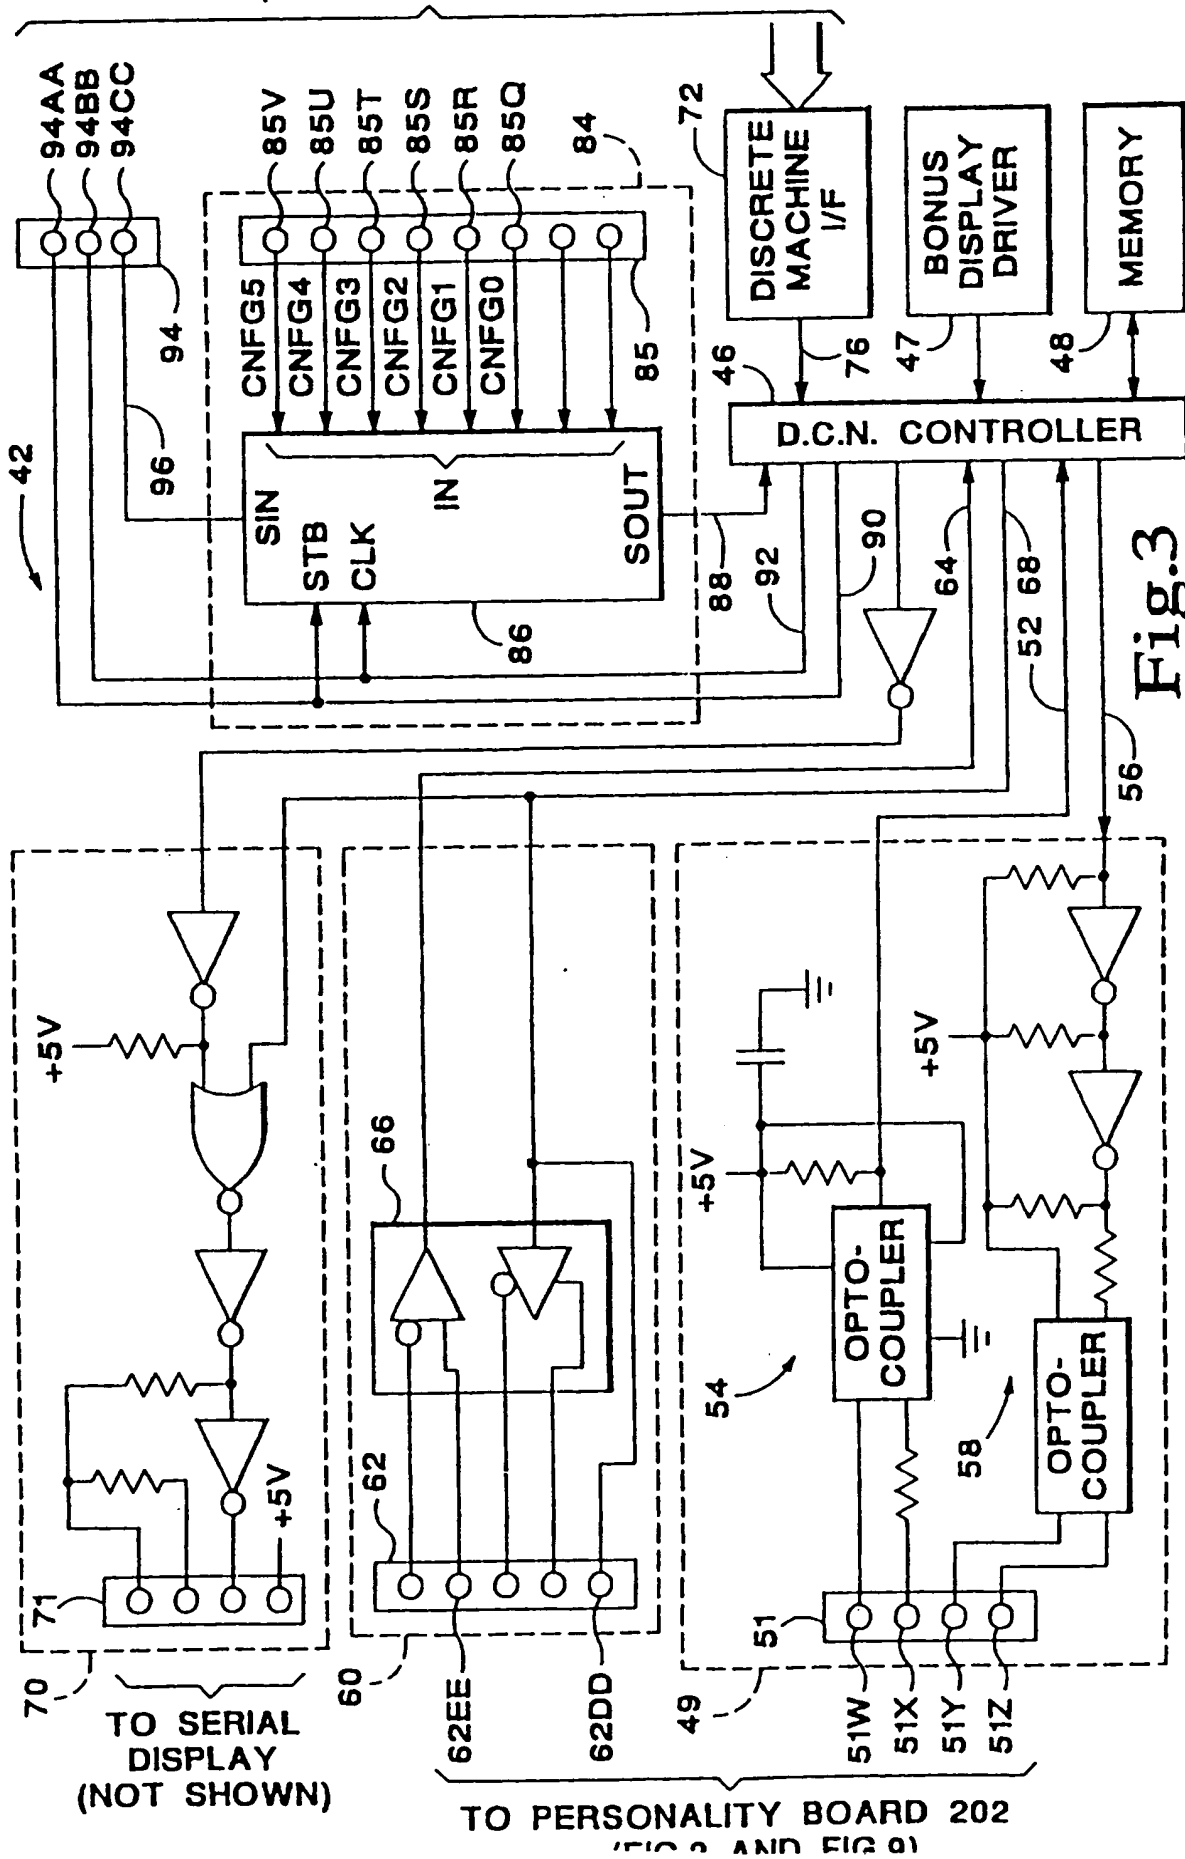 94AA
94BB
94CC
94
42
96
85V
85U
85T
85S
85R
85Q
84
CNFG5
CNFG4
CNFG3
CNFG2
CNFG1
CNFG0
85
SIN
STB
CLK
IN
SOUT
86
88
72
DISCRETE
MACHINE
I/F
76
BONUS
DISPLAY
DRIVER
47
MEMORY
48
46
D.C.N. CONTROLLER
92
90
64
68
52
56
Fig.3
+5V
+5V
71
70
TO SERIAL
DISPLAY
(NOT SHOWN)
66
62
60
62EE
62DD
+5V
OPTO-
COUPLER
54
+5V
OPTO-
COUPLER
58
51
49
51W
51X
51Y
51Z
TO PERSONALITY BOARD 202